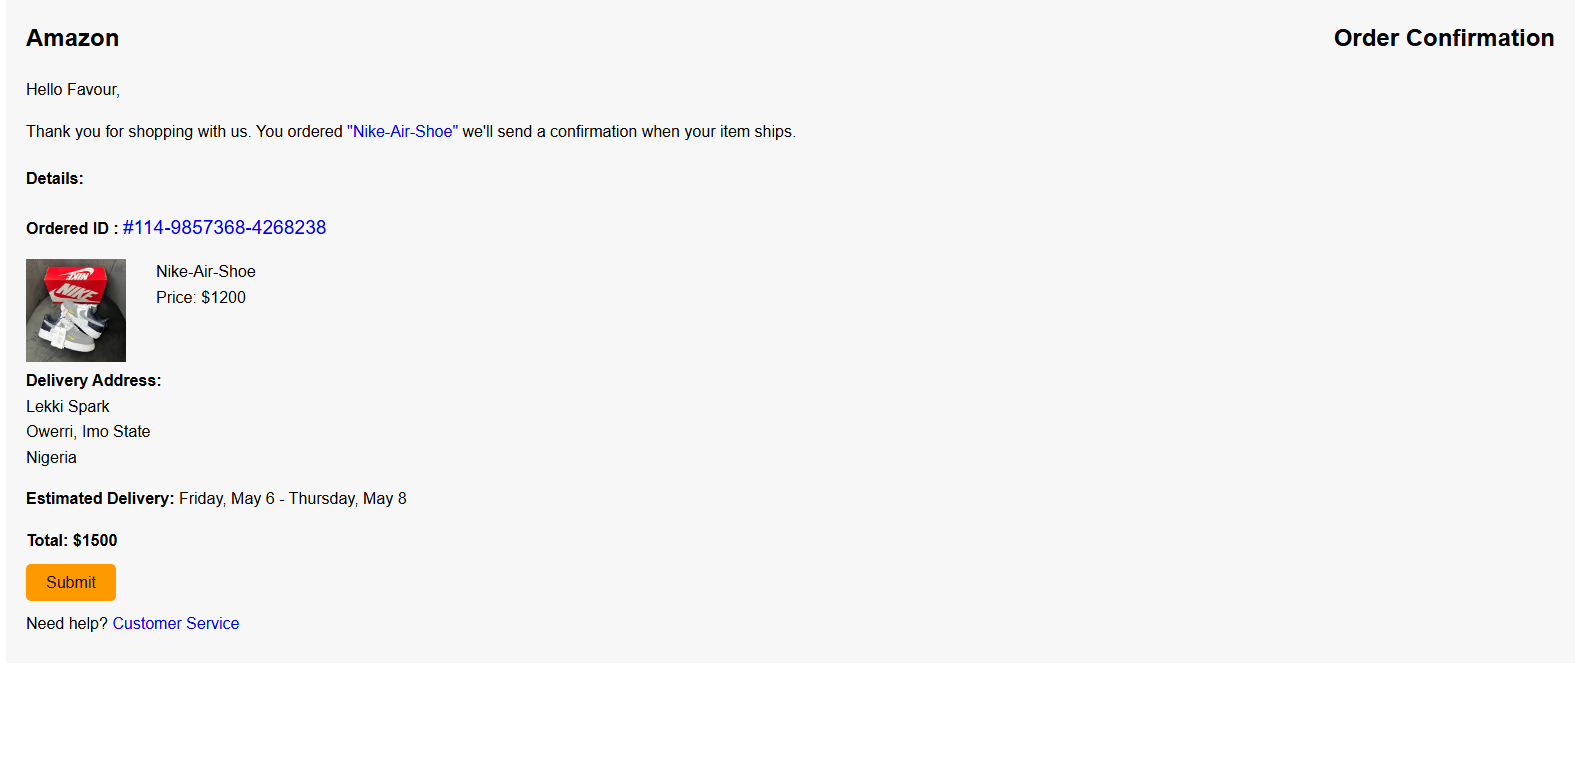 Amazon
Order Confirmation
Hello Favour,
Thank you for shopping with us. You ordered "Nike-Air-Shoe" we'll send a confirmation when your item ships.
Details:
Ordered ID : #114-9857368-4268238
NIKE
NIKE
Nike-Air-Shoe
Price: $1200
Delivery Address:
Lekki Spark
Owerri, Imo State
Nigeria
Estimated Delivery: Friday, May 6 - Thursday, May 8
Total: $1500
Submit
Need help? Customer Service